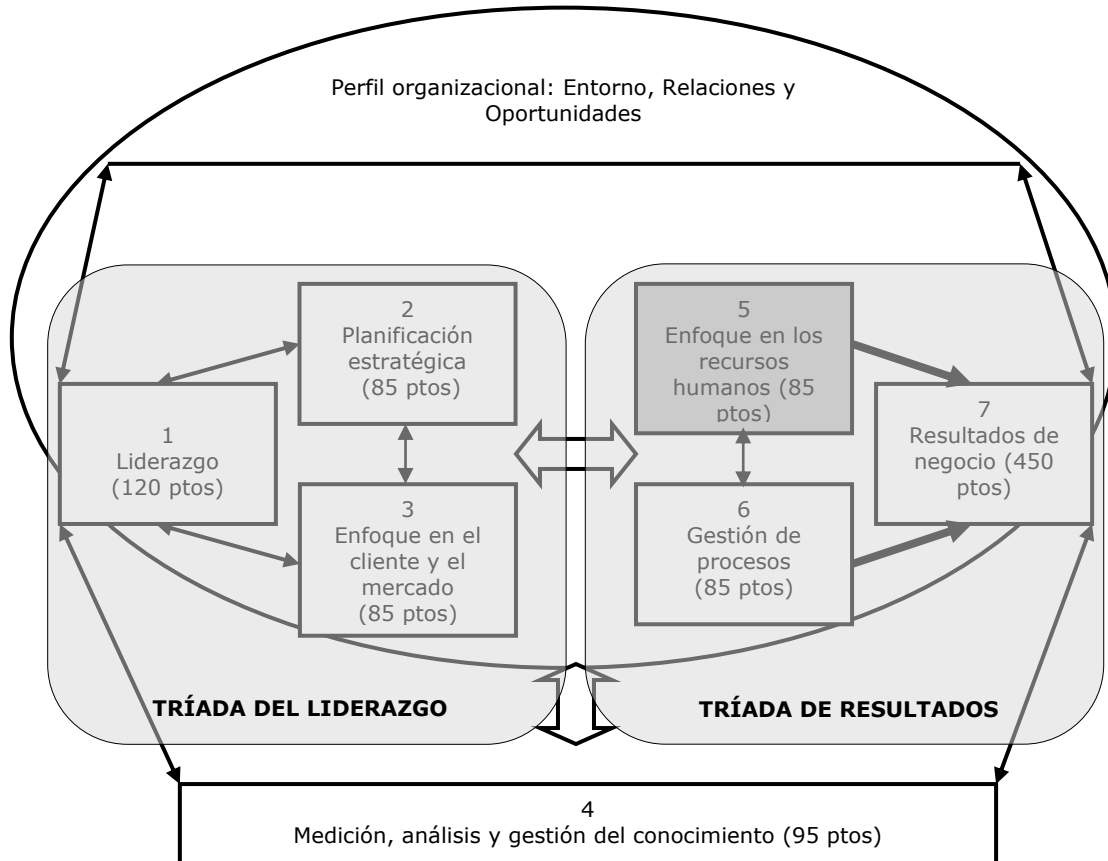 Perfil organizacional: Entorno, Relaciones y
Oportunidades
2
Planificación
estratégica
(85 ptos)
5
Enfoque en los
recursos
humanos (85
ptos)
1
Liderazgo
(120 ptos)
7
Resultados de
negocio (450
ptos)
3
Enfoque en el
cliente y el
mercado
(85 ptos)
6
Gestión de
procesos
(85 ptos)
TRÍADA DEL LIDERAZGO
TRÍADA DE RESULTADOS
4
Medición, análisis y gestión del conocimiento (95 ptos)